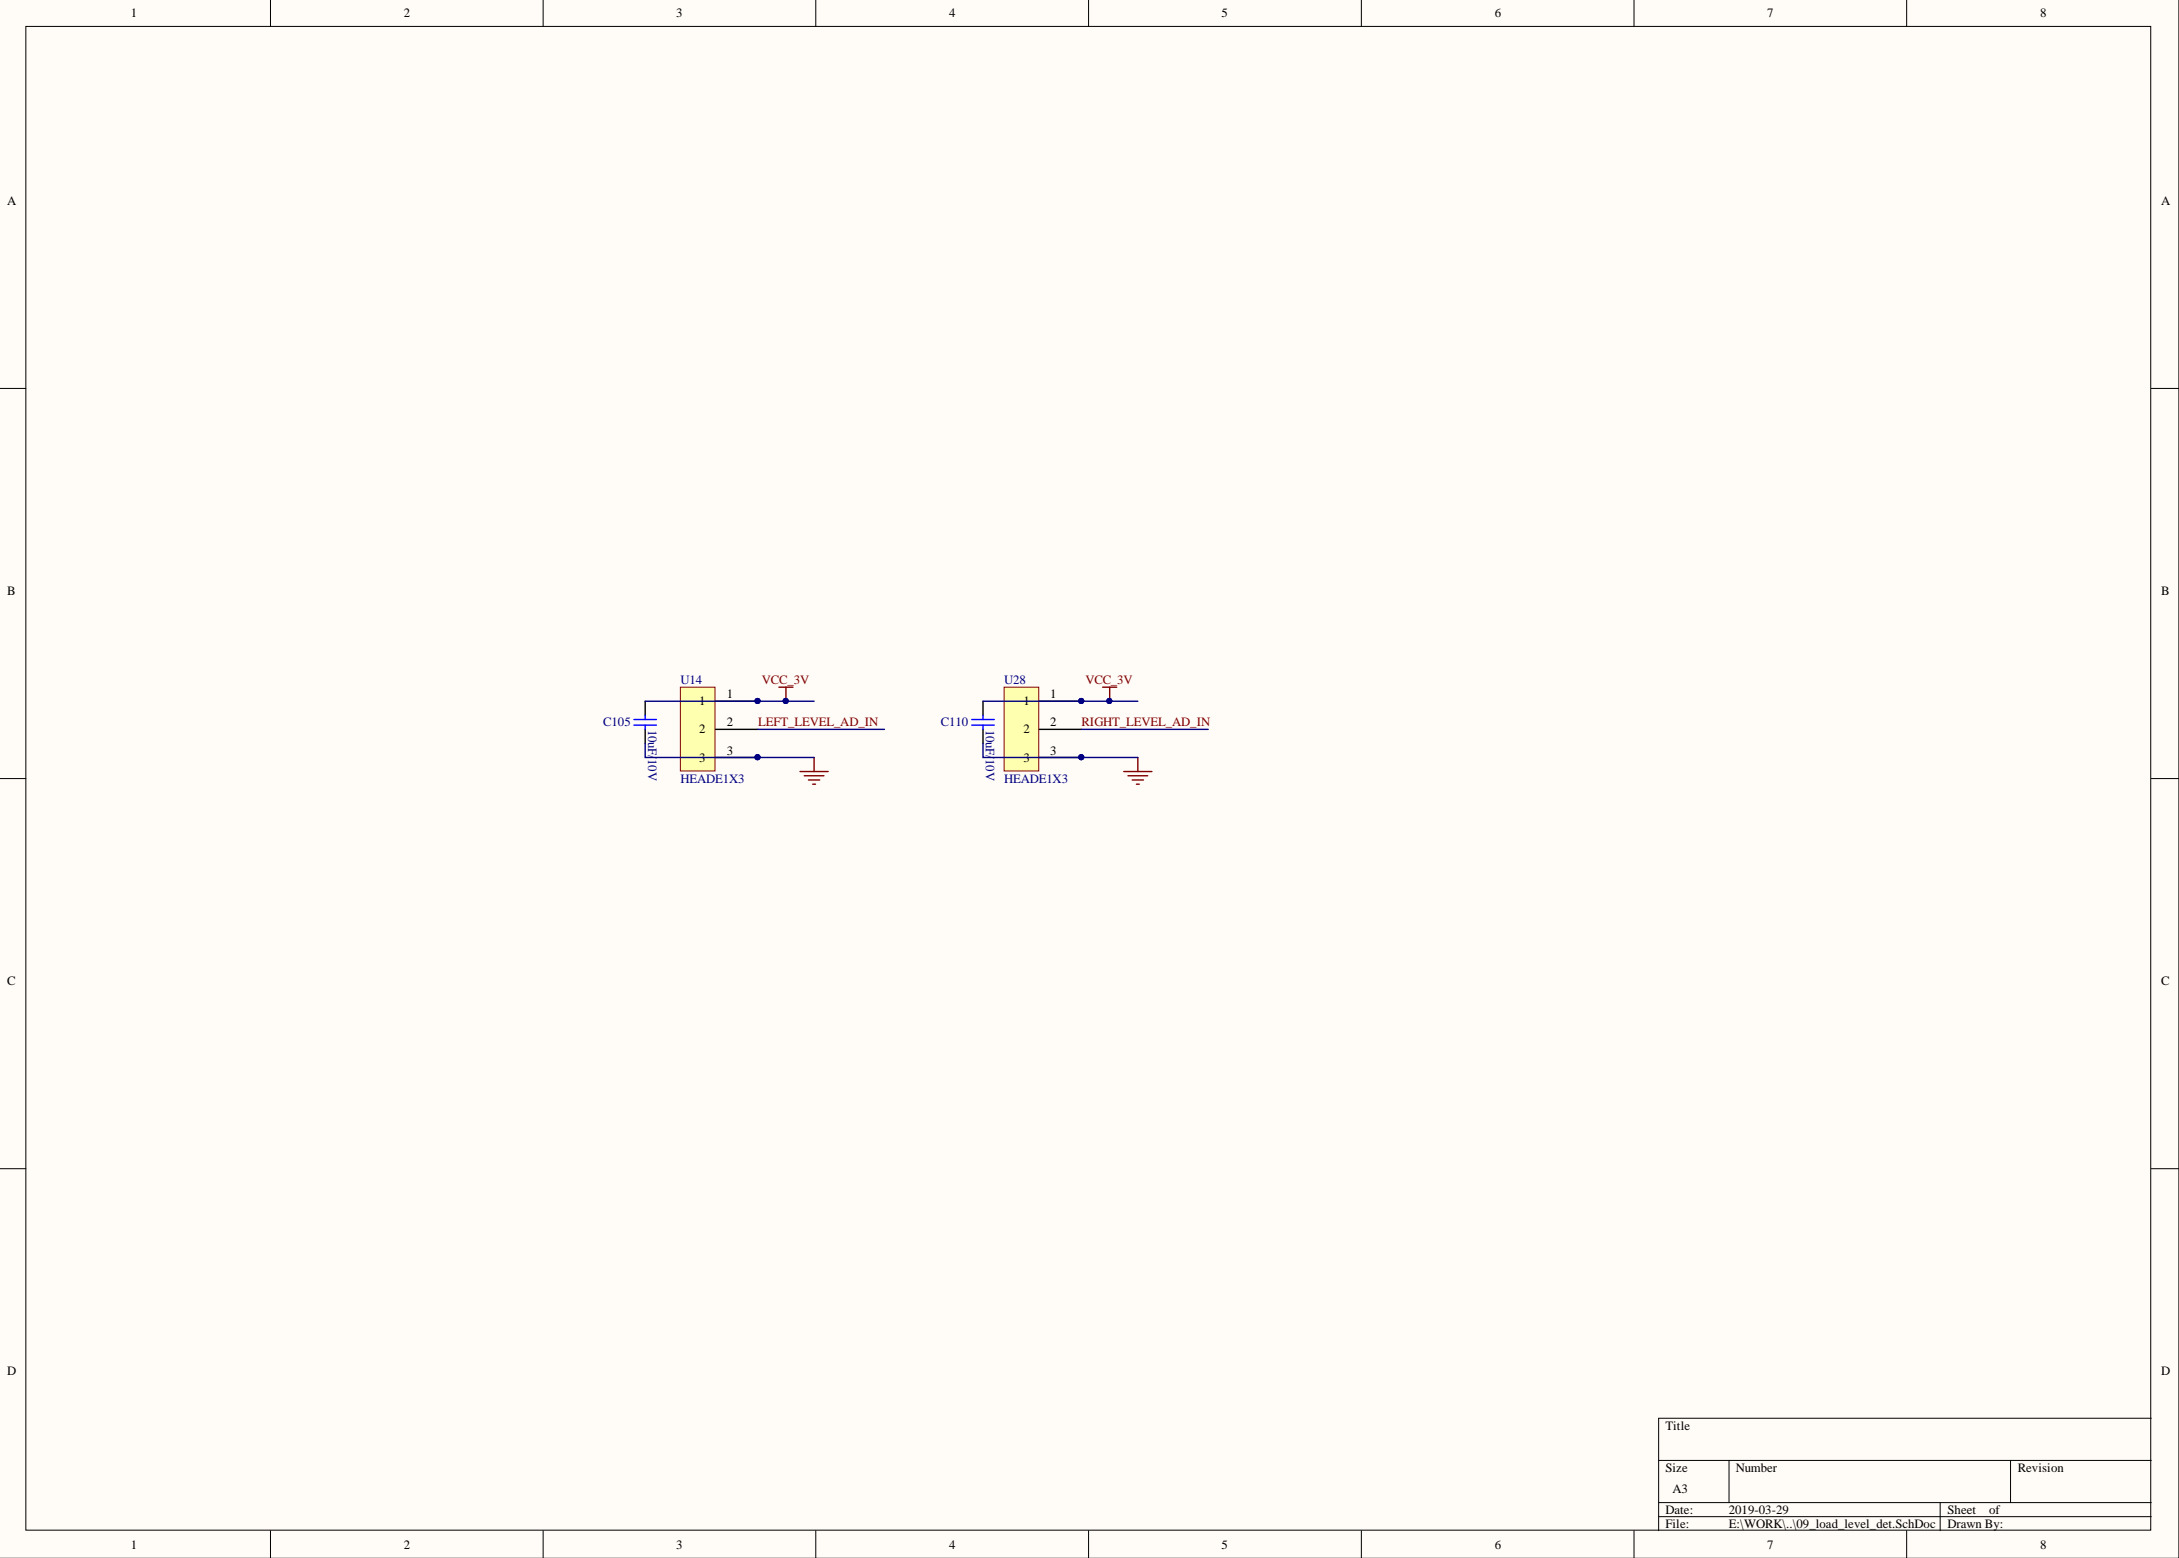 1 2 3 4 5 6 7 8
A A
B B
U14 VCC_3V U28 VCC_3V
1 1 1 1
C105 2 2 LEFT_LEVEL_AD_IN C110 2 2 RIGHT_LEVEL_AD_IN
10uF/10V 10uF/10V
3 3 3 3
HEADE1X3 HEADE1X3
C C
D D
Title
Size Number Revision
A3
Date: 2019-03-29 Sheet of
File: E:\WORK\..\09_load_level_det.SchDoc Drawn By:
1 2 3 4 5 6 7 8